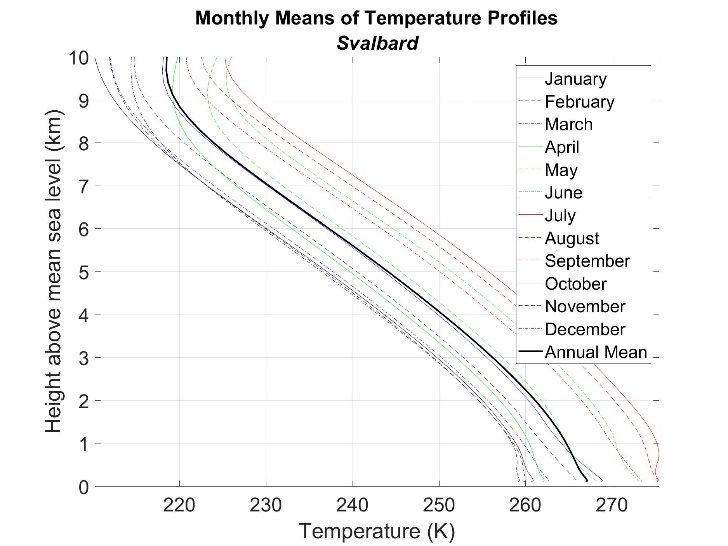 Monthly Means of Temperature Profiles
Svalbard
10
9
8
7
6
5
4
3
2
1
0
Height above mean sea level (km)
January
February
March
April
May
June
July
August
September
October
November
December
Annual Mean
220 230 240 250 260 270
Temperature (K)